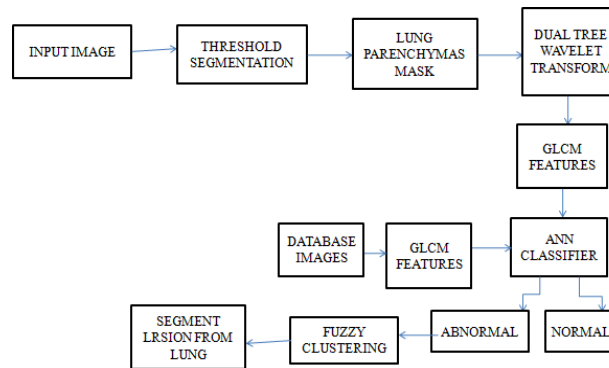 INPUT IMAGE
THRESHOLD
SEGMENTATION
LUNG
PARENCHYMAS
MASK
DUAL TREE
WAVELET
TRANSFORM
GLCM
FEATURES
DATABASE
IMAGES
GLCM
FEATURES
ANN
CLASSIFIER
SEGMENT
LRSION FROM
LUNG
FUZZY
CLUSTERING
ABNORMAL
NORMAL